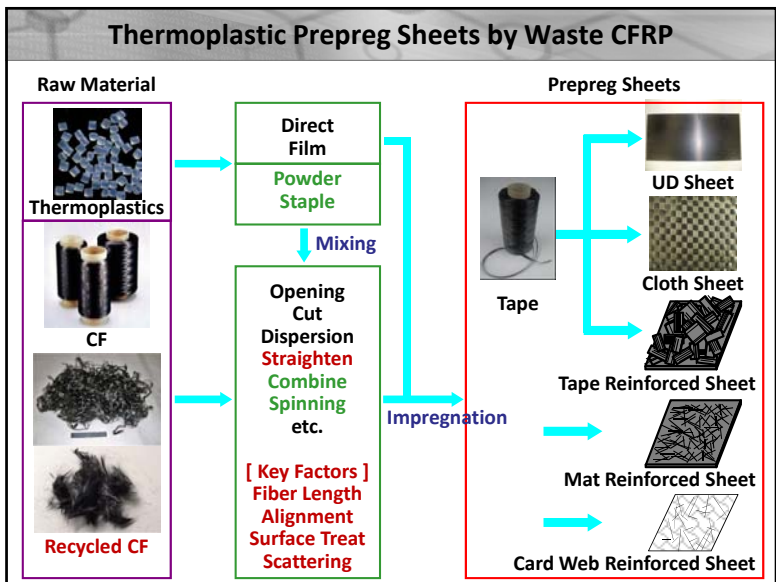 Thermoplastic Prepreg Sheets by Waste CFRP
Raw Material
Thermoplastics
CF
Recycled CF
Direct
Film
Powder
Staple
Mixing
Opening
Cut
Dispersion
Straighten
Combine
Spinning
etc.
[ Key Factors ]
Fiber Length
Alignment
Surface Treat
Scattering
Impregnation
Prepreg Sheets
Tape
UD Sheet
Cloth Sheet
Tape Reinforced Sheet
Mat Reinforced Sheet
Card Web Reinforced Sheet